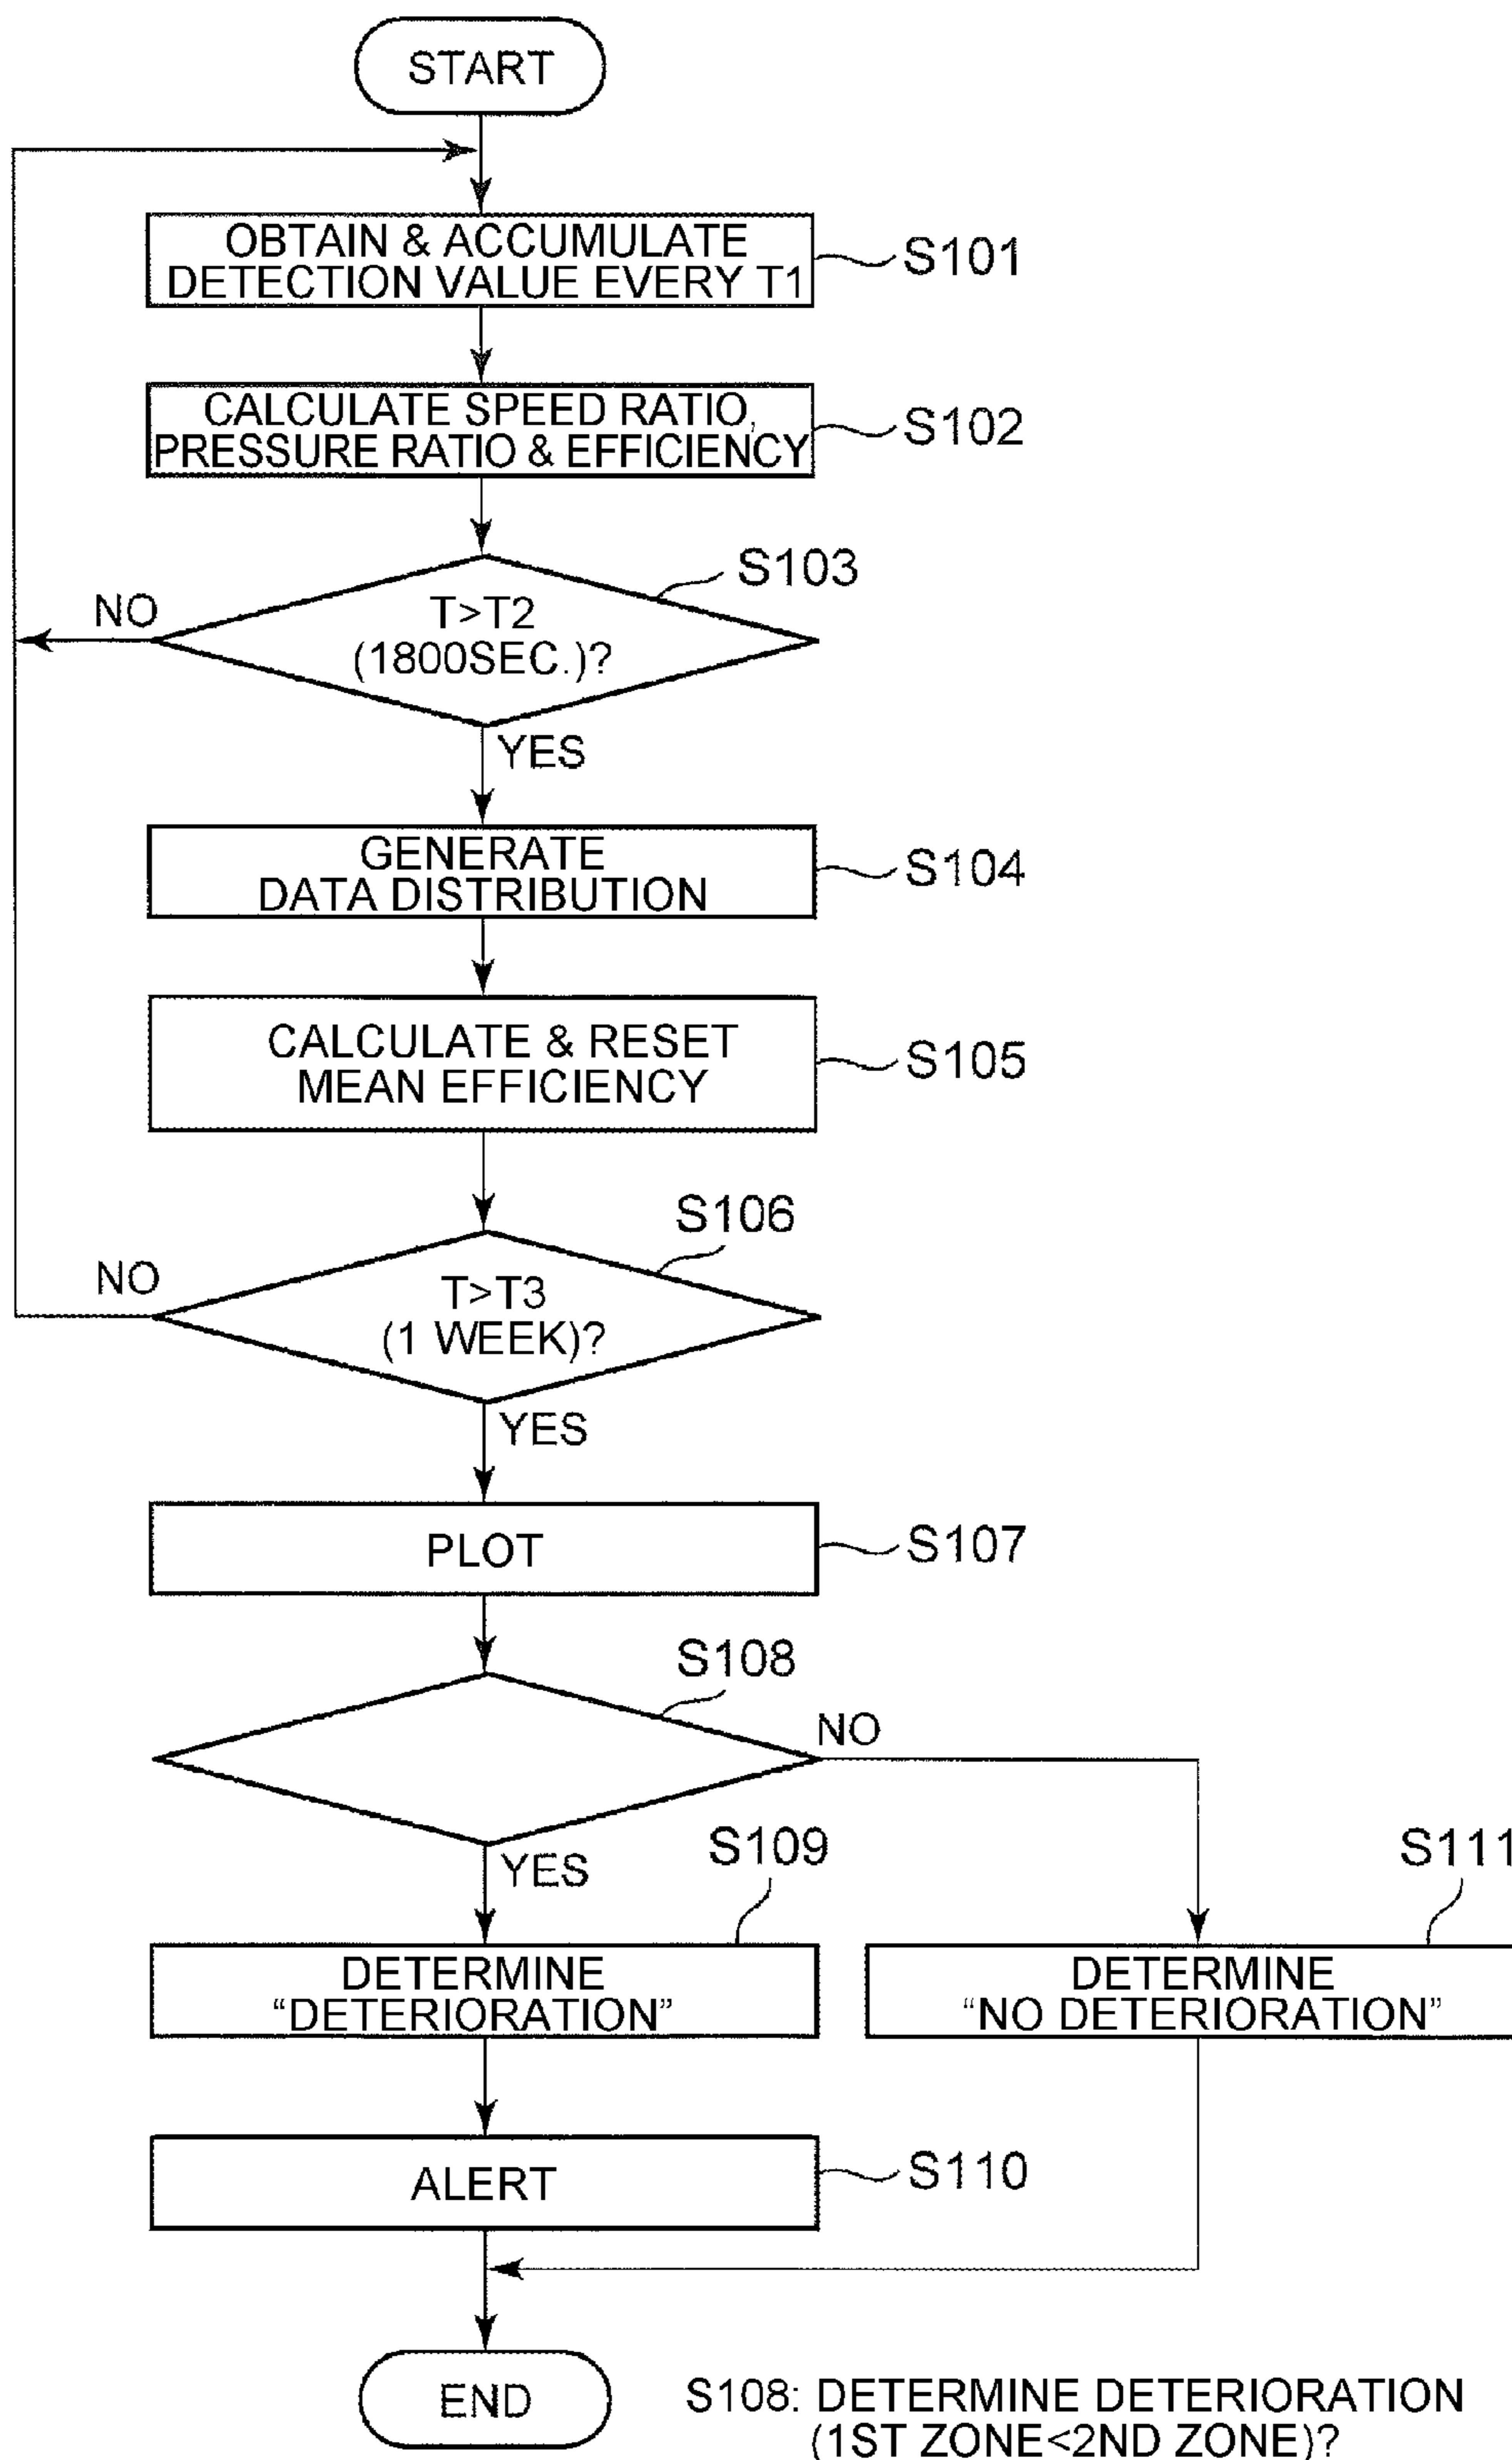 START
OBTAIN & ACCUMULATE
DETECTION VALUE EVERY T1
S101
CALCULATE SPEED RATIO,
PRESSURE RATIO & EFFICIENCY
S102
S103
NO
T>T2
(1800SEC.)?
YES
GENERATE
DATA DISTRIBUTION
S104
CALCULATE & RESET
MEAN EFFICIENCY
S105
S106
NO
T>T3
(1 WEEK)?
YES
PLOT
S107
S108
NO
YES
S109
S111
DETERMINE
“DETERIORATION”
DETERMINE
“NO DETERIORATION”
ALERT
S110
END
S108: DETERMINE DETERIORATION
(1ST ZONE<2ND ZONE)?